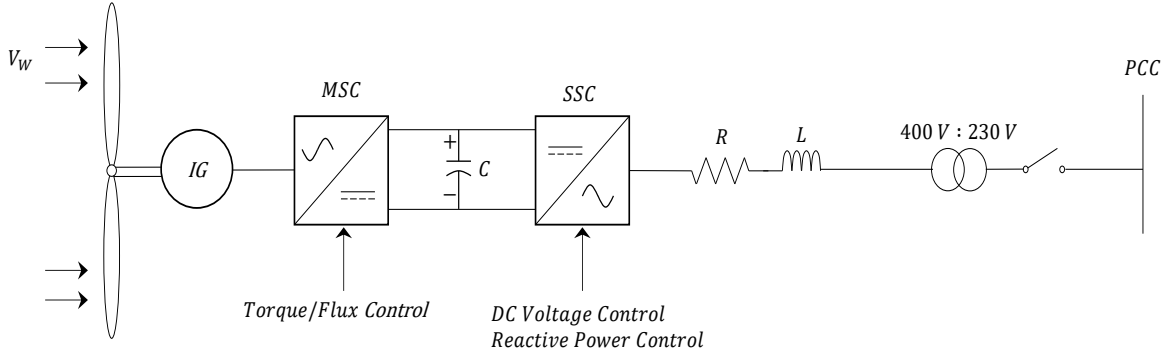 V_W
IG
MSC
+
C
−
SSC
R
L
400 V : 230 V
PCC
Torque/Flux Control
DC Voltage Control
Reactive Power Control